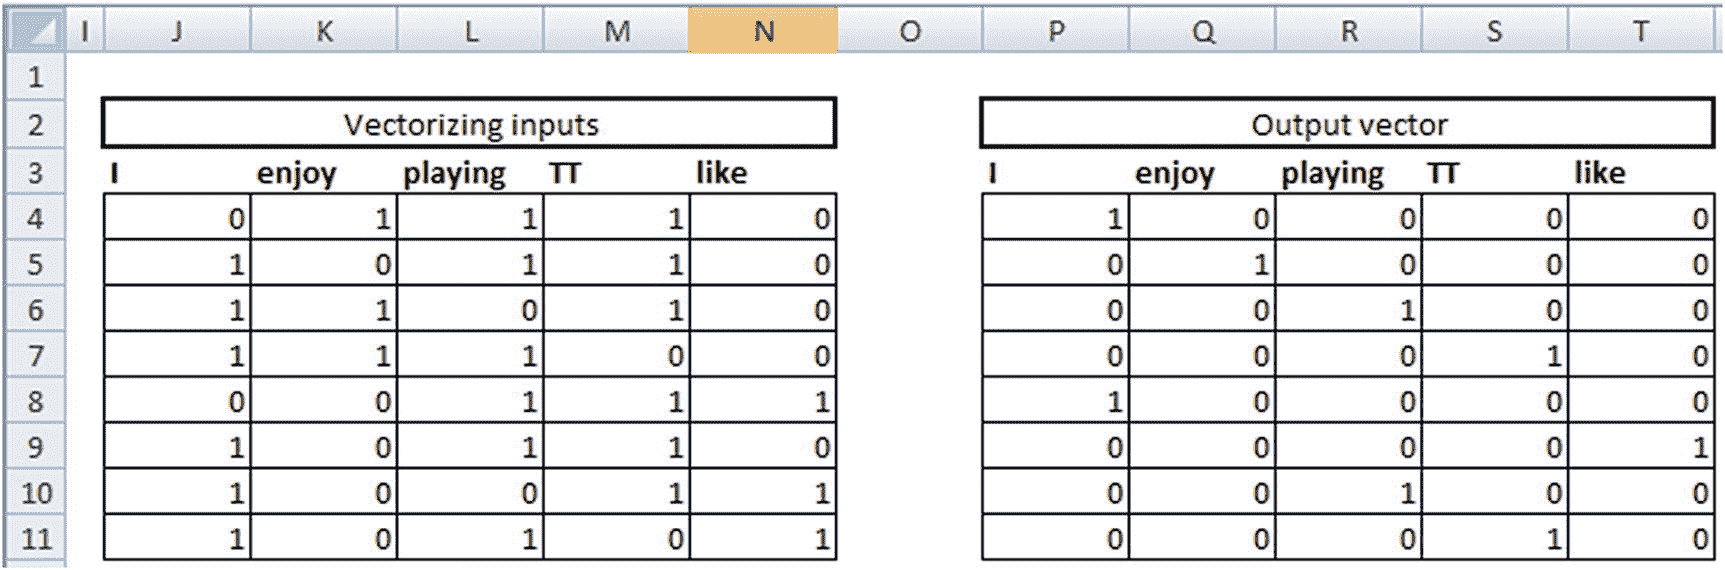 I J K L M N O P Q R S T
1
2 Vectorizing inputs Output vector
3 I enjoy playing TT like I enjoy playing TT like
4 0 1 1 1 0 1 0 0 0 0
5 1 0 1 1 0 0 1 0 0 0
6 1 1 0 1 0 0 0 1 0 0
7 1 1 1 0 0 0 0 0 1 0
8 0 0 1 1 1 1 0 0 0 0
9 1 0 1 1 0 0 0 0 0 1
10 1 0 0 1 1 0 0 1 0 0
11 1 0 1 0 1 0 0 0 1 0